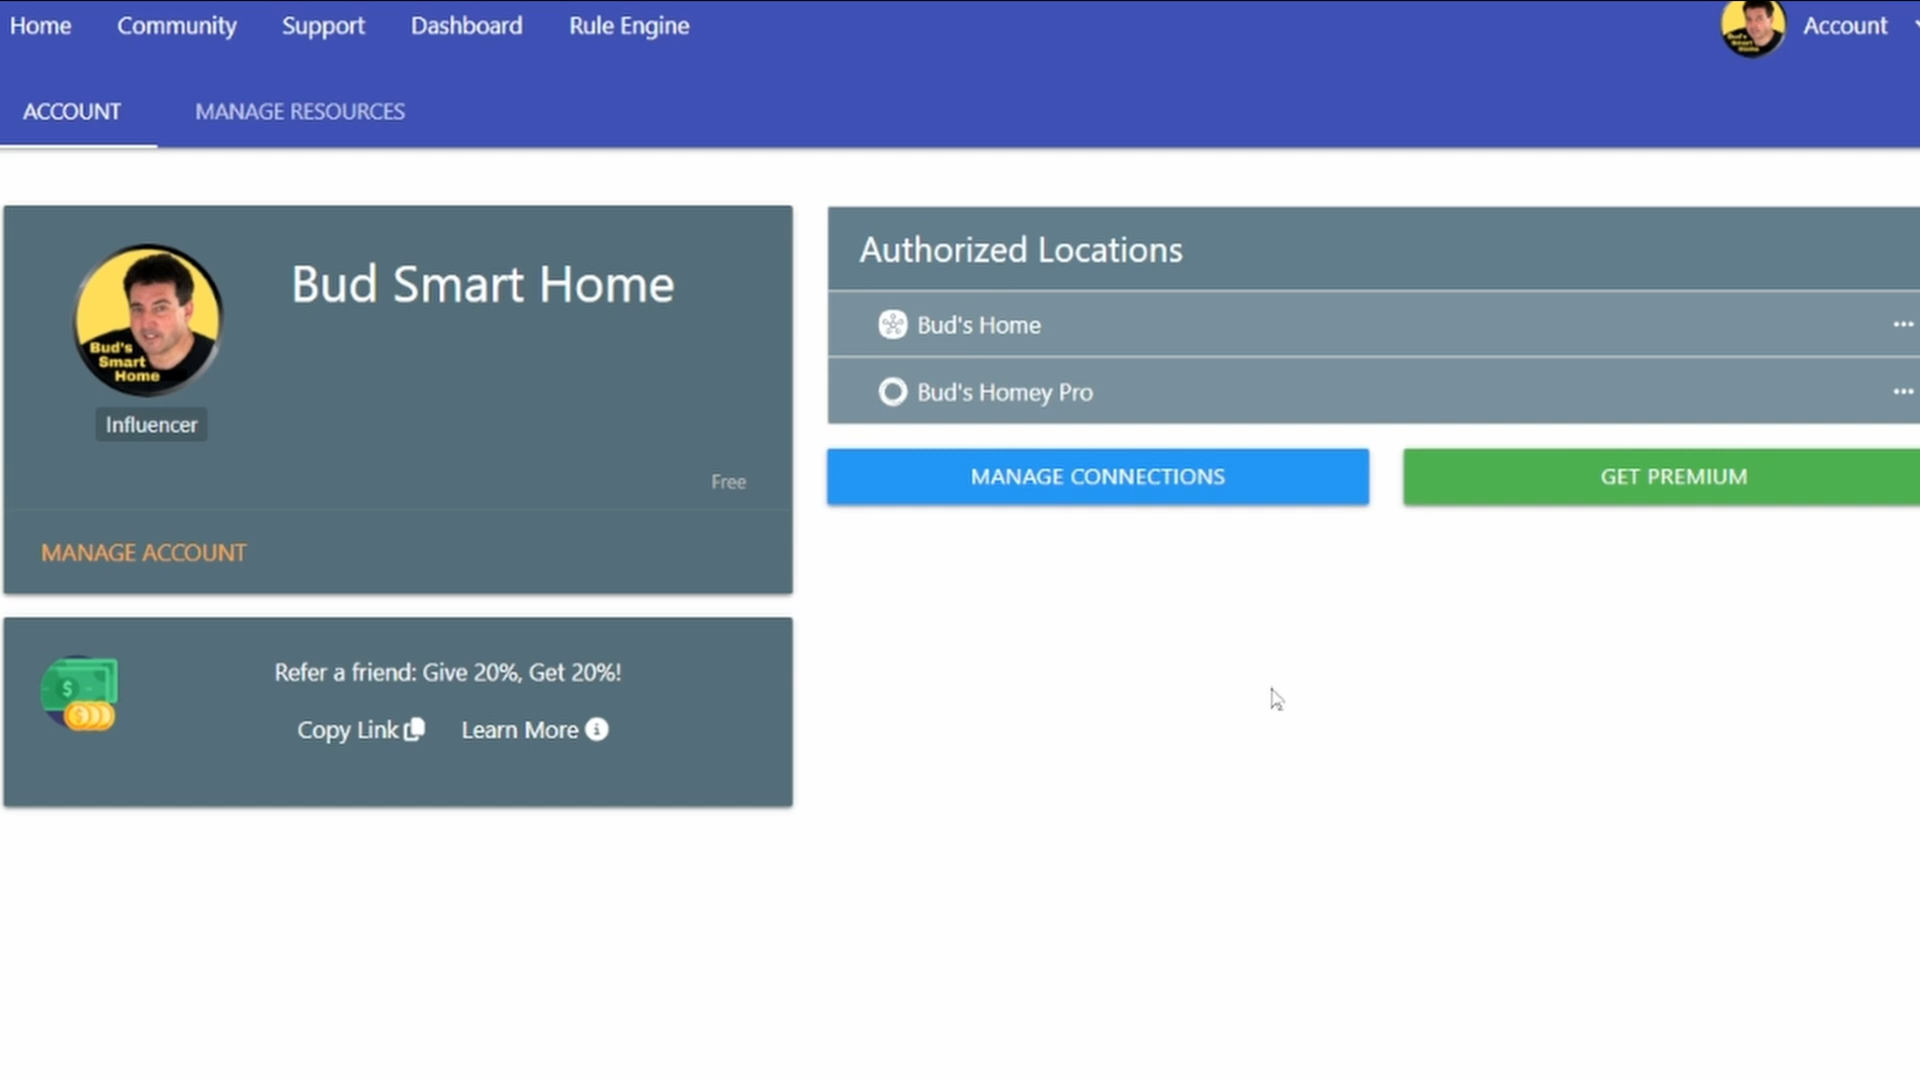 Home Community Support Dashboard Rule Engine Account
ACCOUNT MANAGE RESOURCES
Bud Smart Home
Bud's
Smart
Home
Influencer
Free
MANAGE ACCOUNT
Refer a friend: Give 20%, Get 20%!
Copy Link Learn More
Authorized Locations
Bud's Home
Bud's Homey Pro
MANAGE CONNECTIONS GET PREMIUM